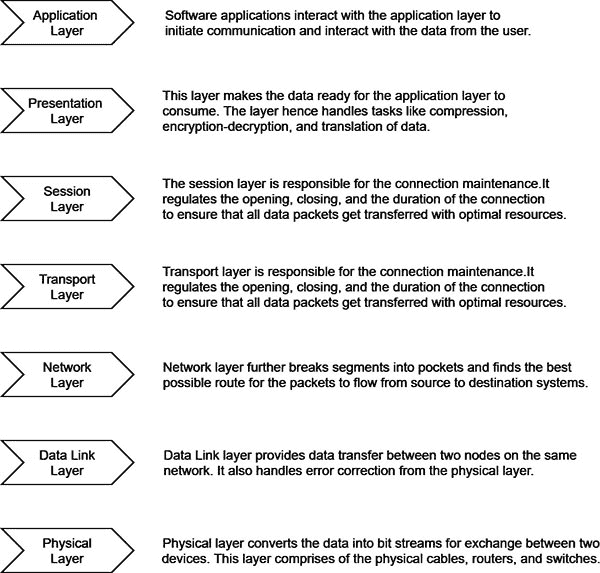 Application
Layer
Software applications interact with the application layer to
initiate communication and interact with the data from the user.
Presentation
Layer
This layer makes the data ready for the application layer to
consume. The layer hence handles tasks like compression,
encryption-decryption, and translation of data.
Session
Layer
The session layer is responsible for the connection maintenance.It
regulates the opening, closing, and the duration of the connection
to ensure that all data packets get transferred with optimal resources.
Transport
Layer
Transport layer is responsible for the connection maintenance.It
regulates the opening, closing, and the duration of the connection
to ensure that all data packets get transferred with optimal resources.
Network
Layer
Network layer further breaks segments into pockets and finds the best
possible route for the packets to flow from source to destination systems.
Data Link
Layer
Data Link layer provides data transfer between two nodes on the same
network. It also handles error correction from the physical layer.
Physical
Layer
Physical layer converts the data into bit streams for exchange between two
devices. This layer comprises of the physical cables, routers, and switches.